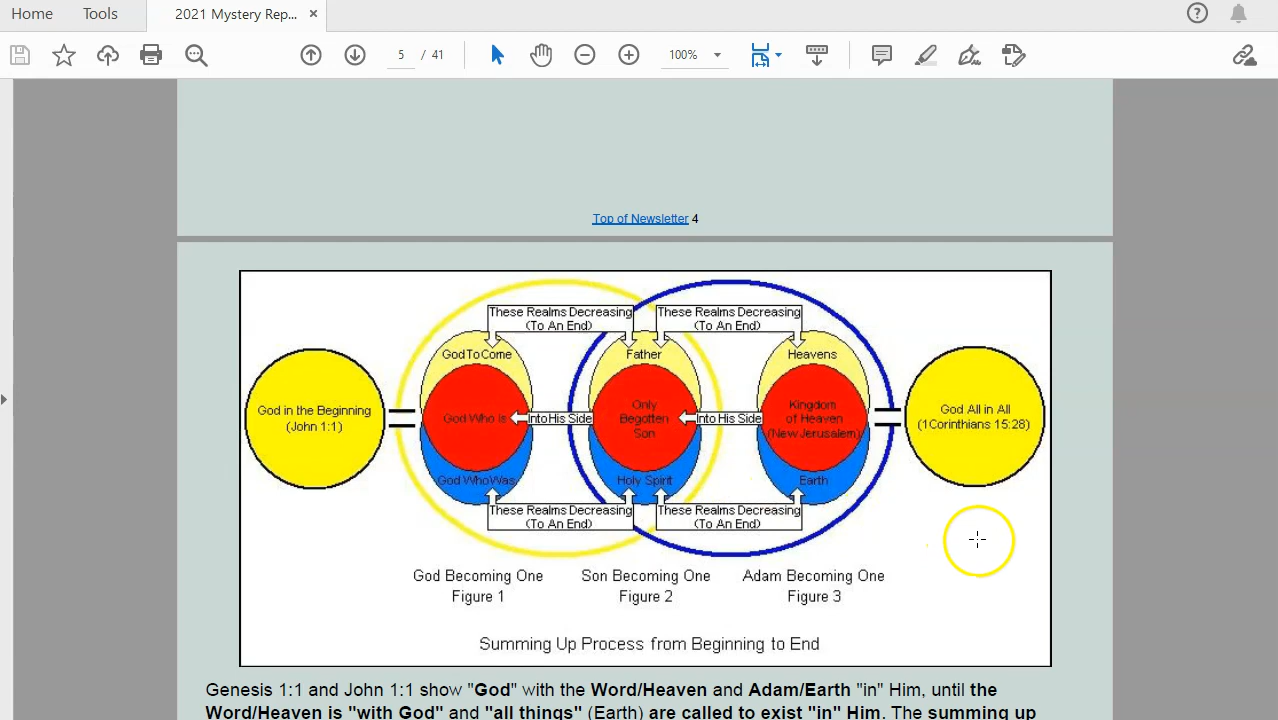 Home
Tools
2021 Mystery Rep...
5 / 41
100%
Top of Newsletter 4
These Realms Decreasing
(To An End)
These Realms Decreasing
(To An End)
GodToCome
Father
Heavens
God in the Beginning
(John 1:1)
God Who is
Into His Side
Only
Begotten
Son
Into His Side
Kingdom
of Heaven
(New Jerusalem)
God All in All
(1Corinthians 15:28)
God WhoWas
Holy Spirit
Earth
These Realms Decreasing
(To An End)
These Realms Decreasing
(To An End)
God Becoming One
Figure 1
Son Becoming One
Figure 2
Adam Becoming One
Figure 3
Summing Up Process from Beginning to End
Genesis 1:1 and John 1:1 show "God" with the Word/Heaven and Adam/Earth "in" Him, until the
Word/Heaven is "with God" and "all things" (Earth) are called to exist "in" Him. The summing up